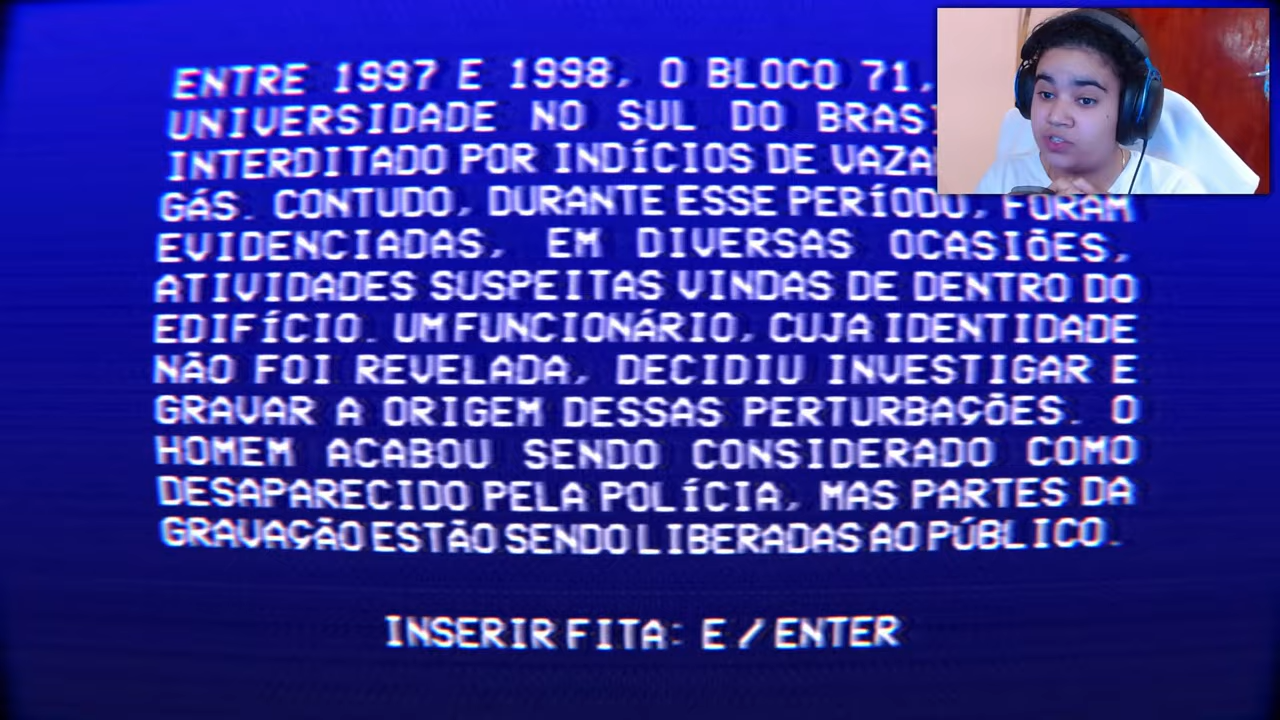 ENTRE 1997 E 1998, O BLOCO 71,
UNIVERSIDADE NO SUL DO
INTERDITADO POR INDÍCIOS DE
GÁS. CONTUDO, DURANTE ESSE PERÍODO, FORAM
EVIDENCIADAS, EM DIVERSAS OCASIÕES,
ATIVIDADES SUSPEITAS VINDAS DE DENTRO DO
EDIFÍCIO. UM FUNCIONÁRIO, CUJA IDENTIDADE
NÃO FOI REVELADA, DECIDIU INVESTIGAR E
GRAVAR A ORIGEM DESSAS PERTURBAÇÕES. O
HOMEM ACABOU SENDO CONSIDERADO COMO
DESAPARECIDO PELA POLÍCIA, MAS PARTES DA
GRAVAÇÃO ESTÃO SENDO LIBERADAS AO PÚBLICO.
INSERIR FITA: E / ENTER